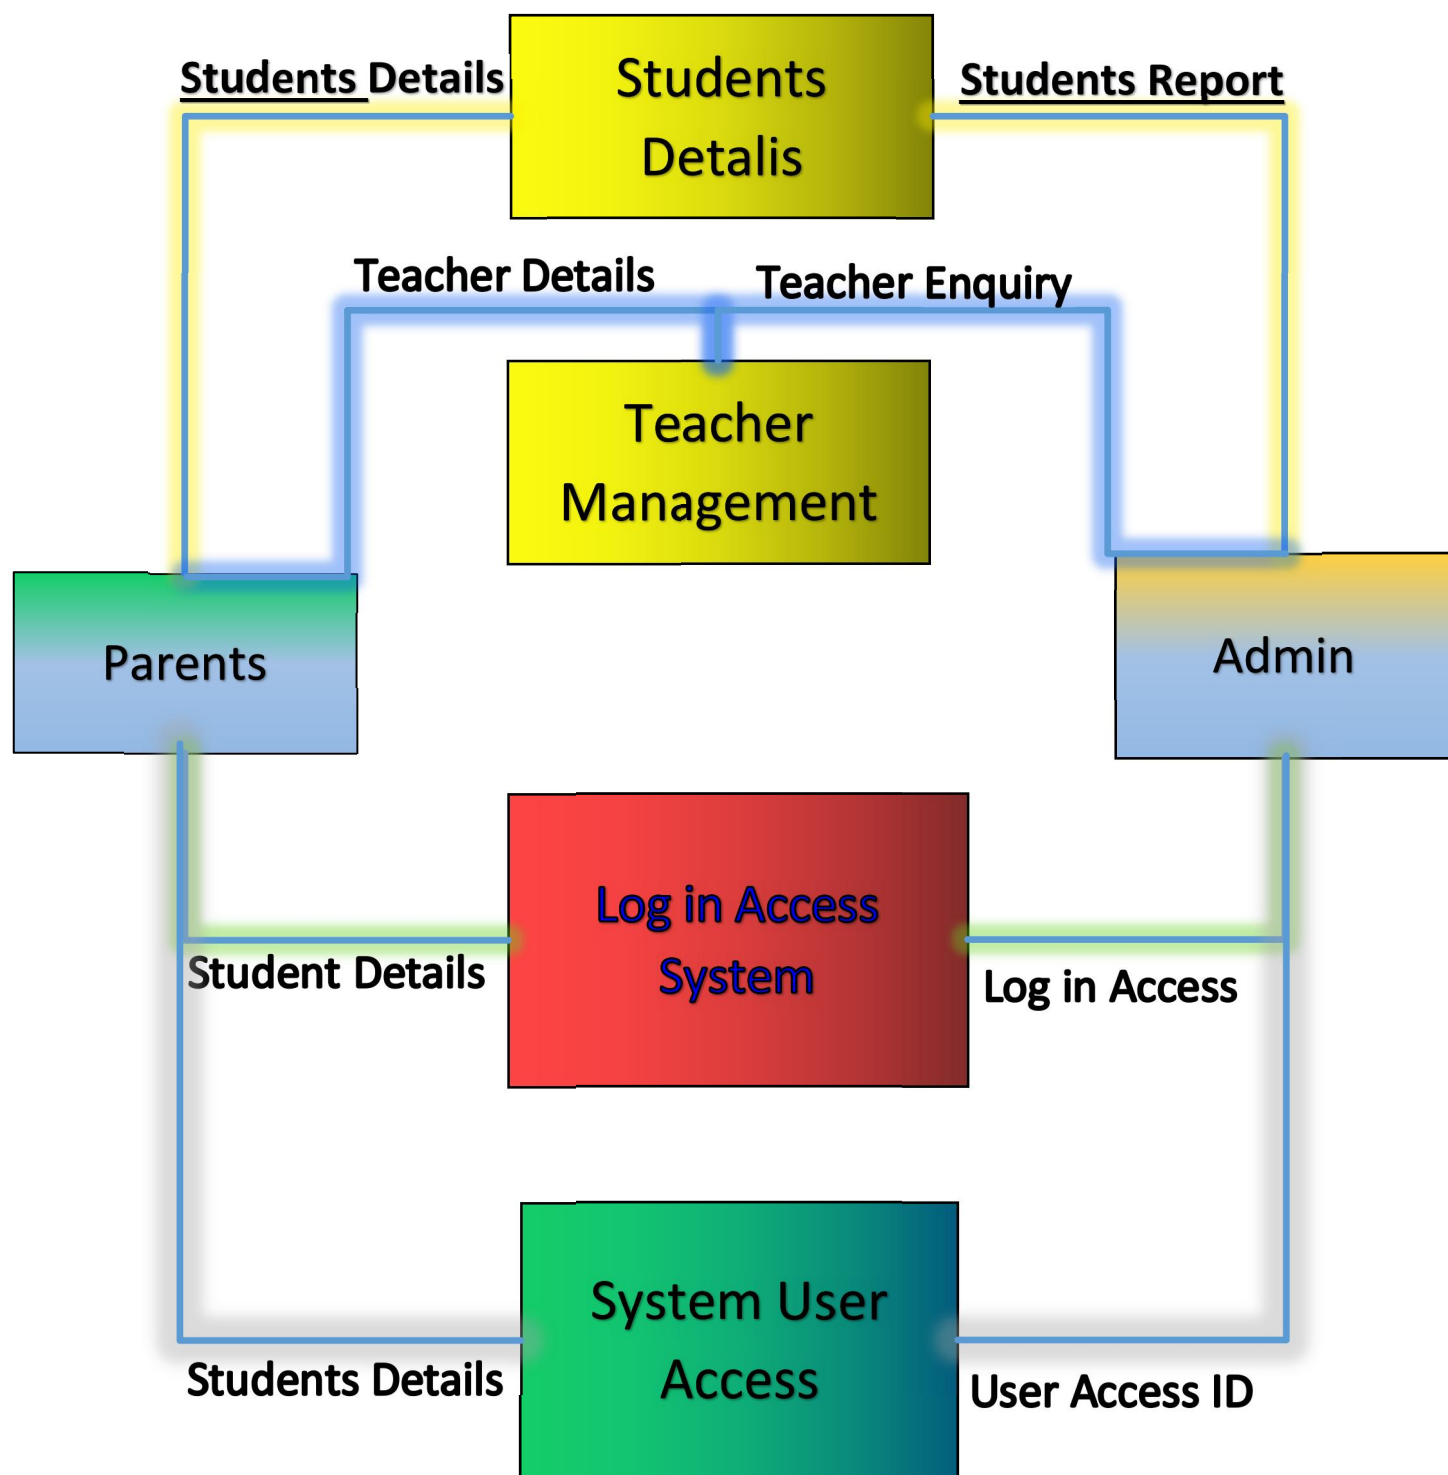 Students Details
Students
Detalis
Students Report
Teacher Details
Teacher Enquiry
Teacher
Management
Parents
Admin
Log in Access
System
Student Details
Log in Access
System User
Access
Students Details
User Access ID